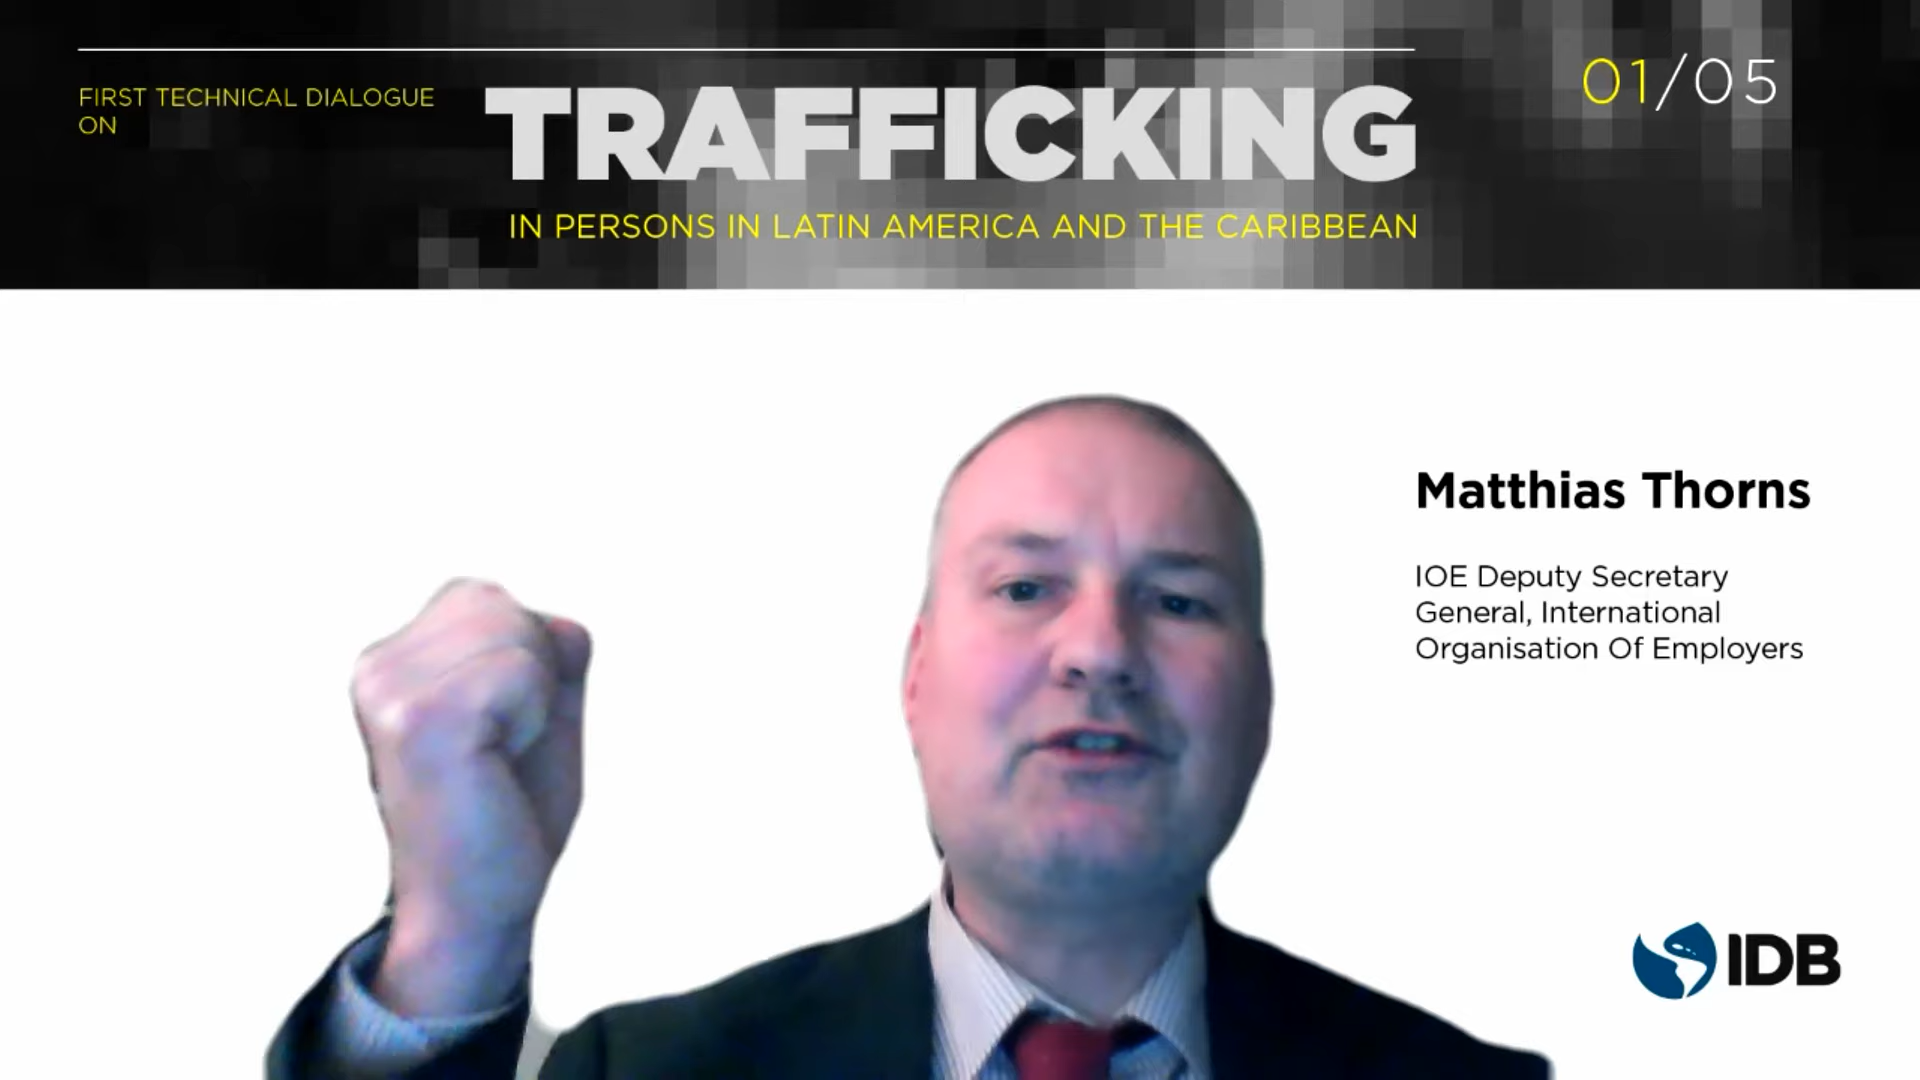 FIRST TECHNICAL DIALOGUE
ON
TRAFFICKING
IN PERSONS IN LATIN AMERICA AND THE CARIBBEAN
01/05
Matthias Thorns
IOE Deputy Secretary
General, International
Organisation Of Employers
IDB